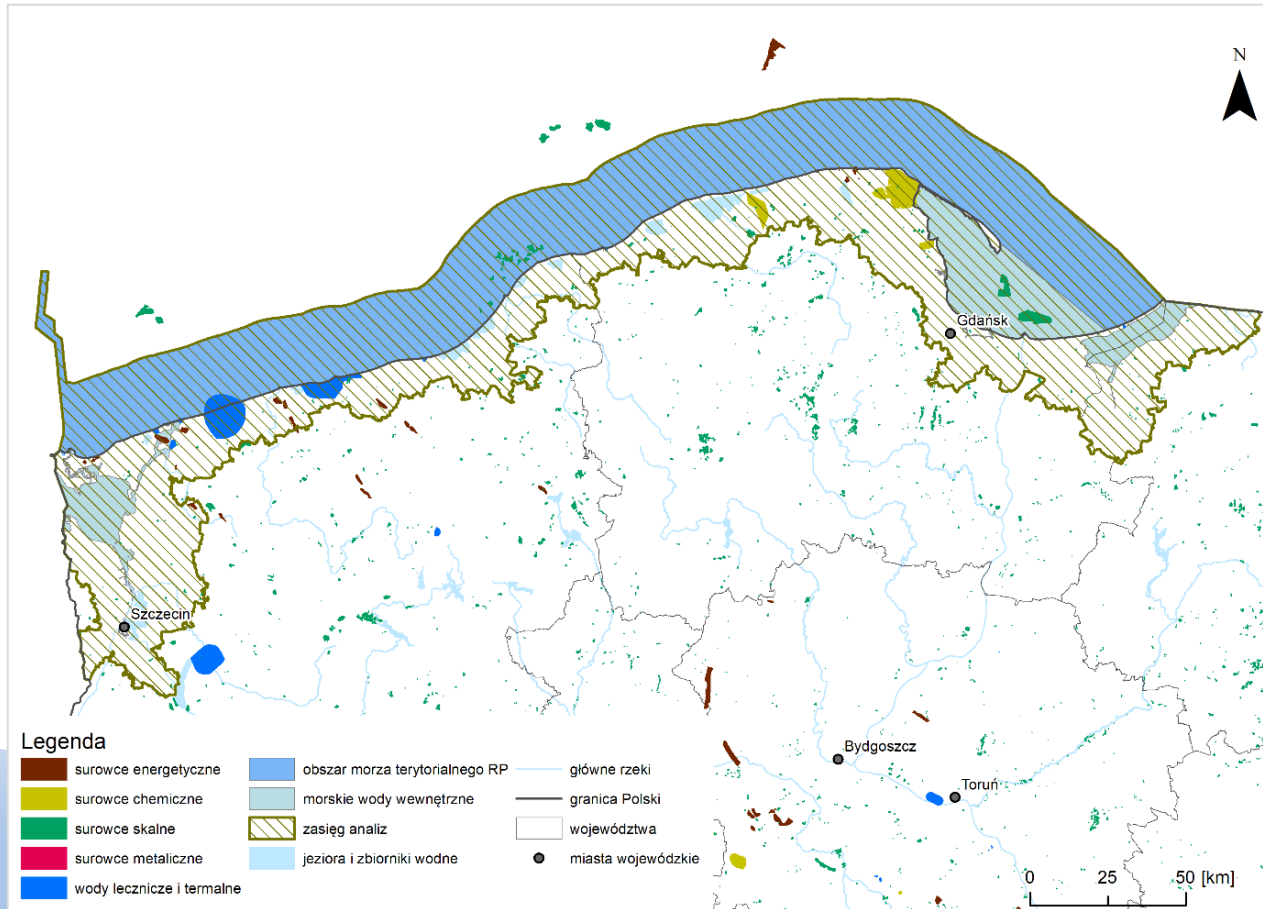 N
Gdańsk
Szczecin
Bydgoszcz
Toruń
Legenda
surowce energetyczne
surowce chemiczne
surowce skalne
surowce metaliczne
wody lecznicze i termalne
obszar morza terytorialnego RP
morskie wody wewnętrzne
zasięg analiz
jeziora i zbiorniki wodne
główne rzeki
granica Polski
województwa
miasta wojewódzkie
0 25 50 [km]